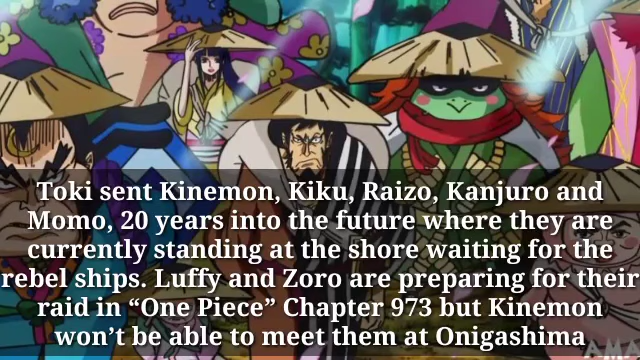 Toki sent Kinemon, Kiku, Raizo, Kanjuro and
Momo, 20 years into the future where they are
currently standing at the shore waiting for the
rebel ships. Luffy and Zoro are preparing for their
raid in “One Piece” Chapter 973 but Kinemon
won’t be able to meet them at Onigashima